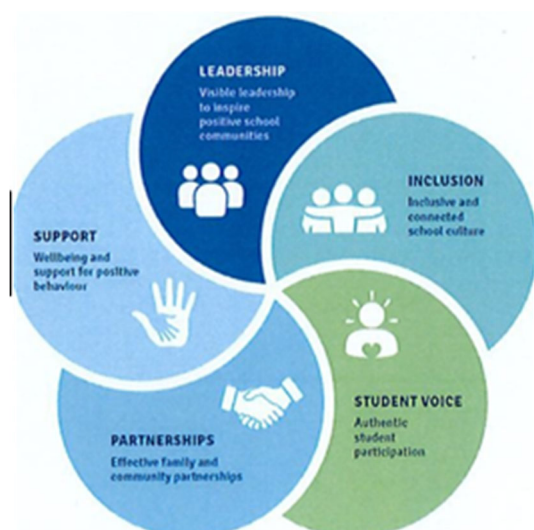 LEADERSHIP
Visible leadership
to inspire
positive school
communities
INCLUSION
Inclusive and
connected
school culture
STUDENT VOICE
Authentic
student
participation
PARTNERSHIPS
Effective family and
community partnerships
SUPPORT
Wellbeing and
support for positive
behaviour